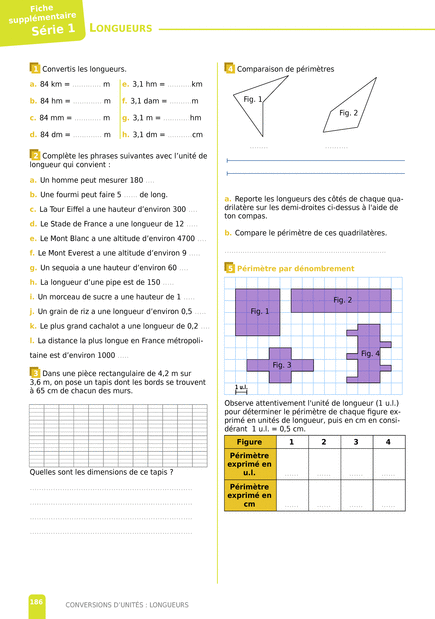 Fiche
supplémentaire
Série 1
LONGUEURS
1 Convertis les longueurs.
a. 84 km = ............ m
b. 84 hm = ............ m
c. 84 mm = ............ m
d. 84 dm = ............ m
e. 3,1 hm = .......... km
f. 3,1 dam = ......... m
g. 3,1 m = ........... hm
h. 3,1 dm = .......... cm
2 Complète les phrases suivantes avec l'unité de
longueur qui convient :
a. Un homme peut mesurer 180 ....
b. Une fourmi peut faire 5 ...... de long.
c. La Tour Eiffel a une hauteur d'environ 300 ....
d. Le Stade de France a une longueur de 12 ....
e. Le Mont Blanc a une altitude d'environ 4700 ....
f. Le Mont Everest a une altitude d'environ 9 ....
g. Un sequoia a une hauteur d'environ 60 ....
h. La longueur d'une pipe est de 150 .....
i. Un morceau de sucre a une hauteur de 1 .....
j. Un grain de riz a une longueur d'environ 0,5 .....
k. Le plus grand cachalot a une longueur de 0,2 ....
l. La distance la plus longue en France métropoli-
taine est d'environ 1000 .....
3 Dans une pièce rectangulaire de 4,2 m sur
3,6 m, on pose un tapis dont les bords se trouvent
à 65 cm de chacun des murs.
Quelles sont les dimensions de ce tapis ?
4 Comparaison de périmètres
Fig. 1
Fig. 2
a. Reporte les longueurs des côtés de chaque qua-
drilatère sur les demi-droites ci-dessus à l'aide de
ton compas.
b. Compare le périmètre de ces quadrilatères.
5 Périmètre par dénombrement
Fig. 1
Fig. 2
Fig. 3
Fig. 4
1 u.l.
Observe attentivement l'unité de longueur (1 u.l.)
pour déterminer le périmètre de chaque figure ex-
primé en unités de longueur, puis en cm en consi-
dérant 1 u.l. = 0,5 cm.
Figure 1 2 3 4
Périmètre
exprimé en
u.l. ...... ...... ...... ......
Périmètre
exprimé en
cm ...... ...... ...... ......
186 CONVERSIONS D'UNITÉS : LONGUEURS